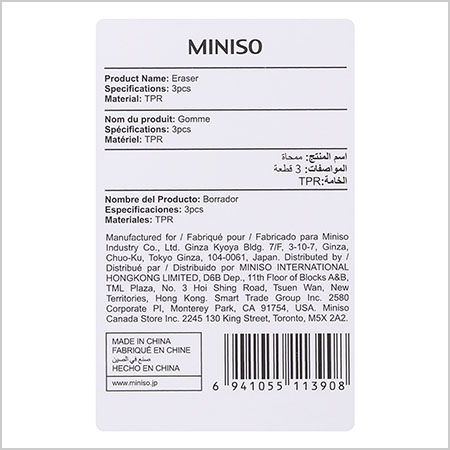 MINISO
Product Name: Eraser
Specifications: 3pcs
Material: TPR
Nom du produit: Gomme
Spécifications: 3pcs
Matériel: TPR
اسم المنتج: ممحاة
المواصفات: 3 قطعة
الخامة:TPR
Nombre del Producto: Borrador
Especificaciones: 3pcs
Materiales: TPR
Manufactured for / Fabriqué pour / Fabricado para Miniso
Industry Co., Ltd. Ginza Kyoya Bldg. 7/F, 3-10-7, Ginza,
Chuo-Ku, Tokyo Ginza, 104-0061, Japan. Distributed by /
Distribué par / Distribuido por MINISO INTERNATIONAL
HONGKONG LIMITED, D6B Dep., 11th Floor of Blocks A&B,
TML Plaza, No. 3 Hoi Shing Road, Tsuen Wan, New
Territories, Hong Kong. Smart Trade Group Inc. 2580
Corporate Pl, Monterey Park, CA 91754, USA. Miniso
Canada Store Inc. 2245 130 King Street, Toronto, M5X 2A2.
MADE IN CHINA
FABRIQUÉ EN CHINE
صنع في الصين
HECHO EN CHINA
www.miniso.jp
6 941055 113908